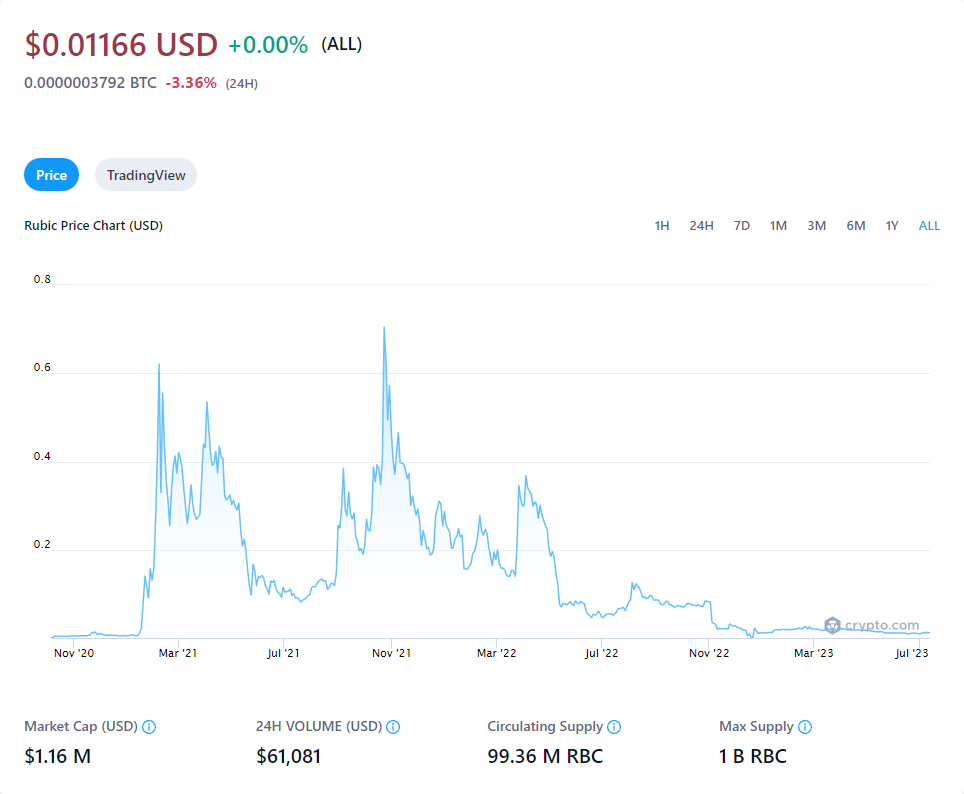 $0.01166 USD +0.00% (ALL)
0.0000003792 BTC -3.36% (24H)
Price TradingView
Rubic Price Chart (USD) 1H 24H 7D 1M 3M 6M 1Y ALL
0.8
0.6
0.4
0.2
crypto.com
Nov '20 Mar '21 Jul '21 Nov '21 Mar '22 Jul '22 Nov '22 Mar '23 Jul '23
Market Cap (USD) 24H VOLUME (USD) Circulating Supply Max Supply
$1.16 M $61,081 99.36 M RBC 1 B RBC